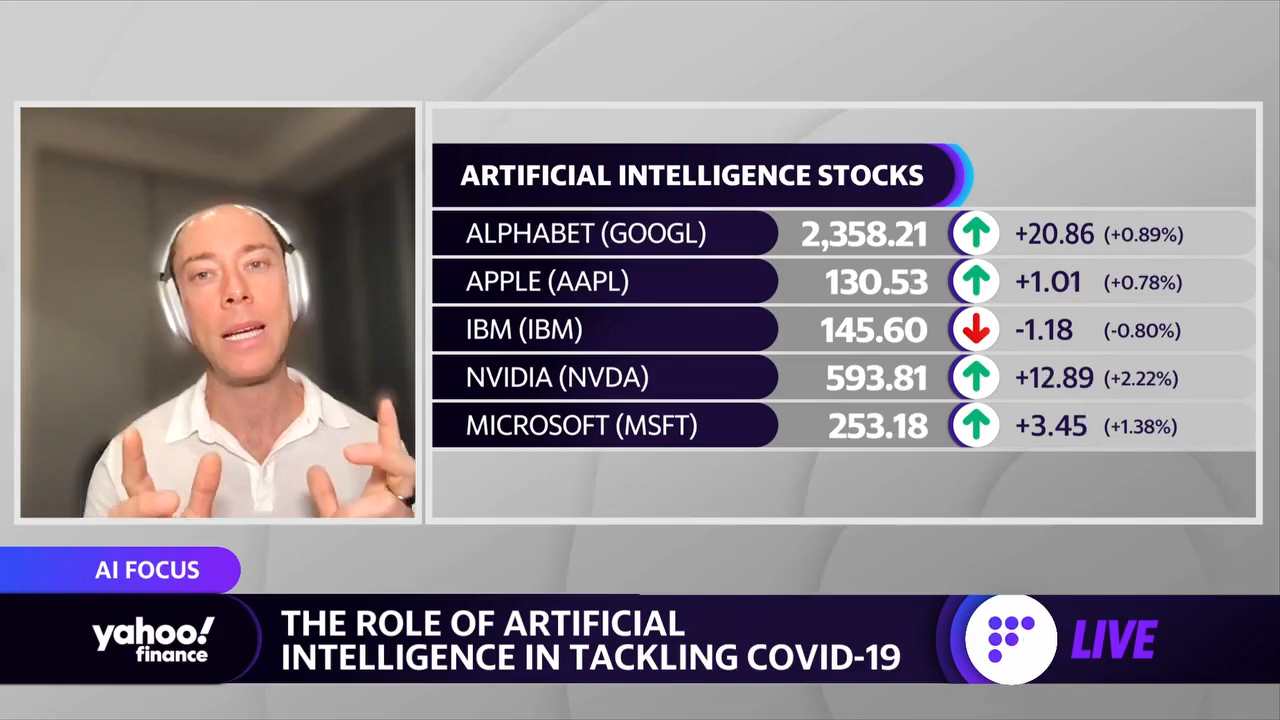 ARTIFICIAL INTELLIGENCE STOCKS
ALPHABET (GOOGL) 2,358.21 +20.86 (+0.89%)
APPLE (AAPL) 130.53 +1.01 (+0.78%)
IBM (IBM) 145.60 -1.18 (-0.80%)
NVIDIA (NVDA) 593.81 +12.89 (+2.22%)
MICROSOFT (MSFT) 253.18 +3.45 (+1.38%)
AI FOCUS
yahoo!
finance
THE ROLE OF ARTIFICIAL
INTELLIGENCE IN TACKLING COVID-19
LIVE